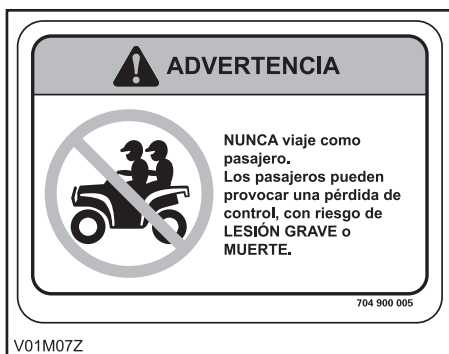 ADVERTENCIA
NUNCA viaje como
pasajero.
Los pasajeros pueden
provocar una pérdida de
control, con riesgo de
LESIÓN GRAVE o
MUERTE.
704 900 005
V01M07Z